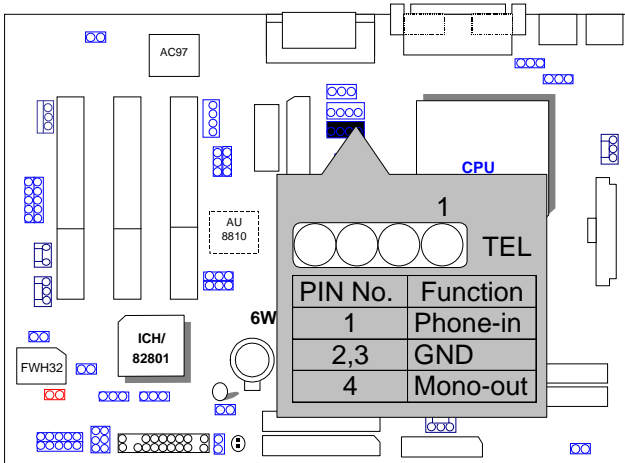 AC97
CPU
AU
8810
1
TEL
PIN No. Function
1 Phone-in
2,3 GND
4 Mono-out
6W
ICH/
82801
FWH32